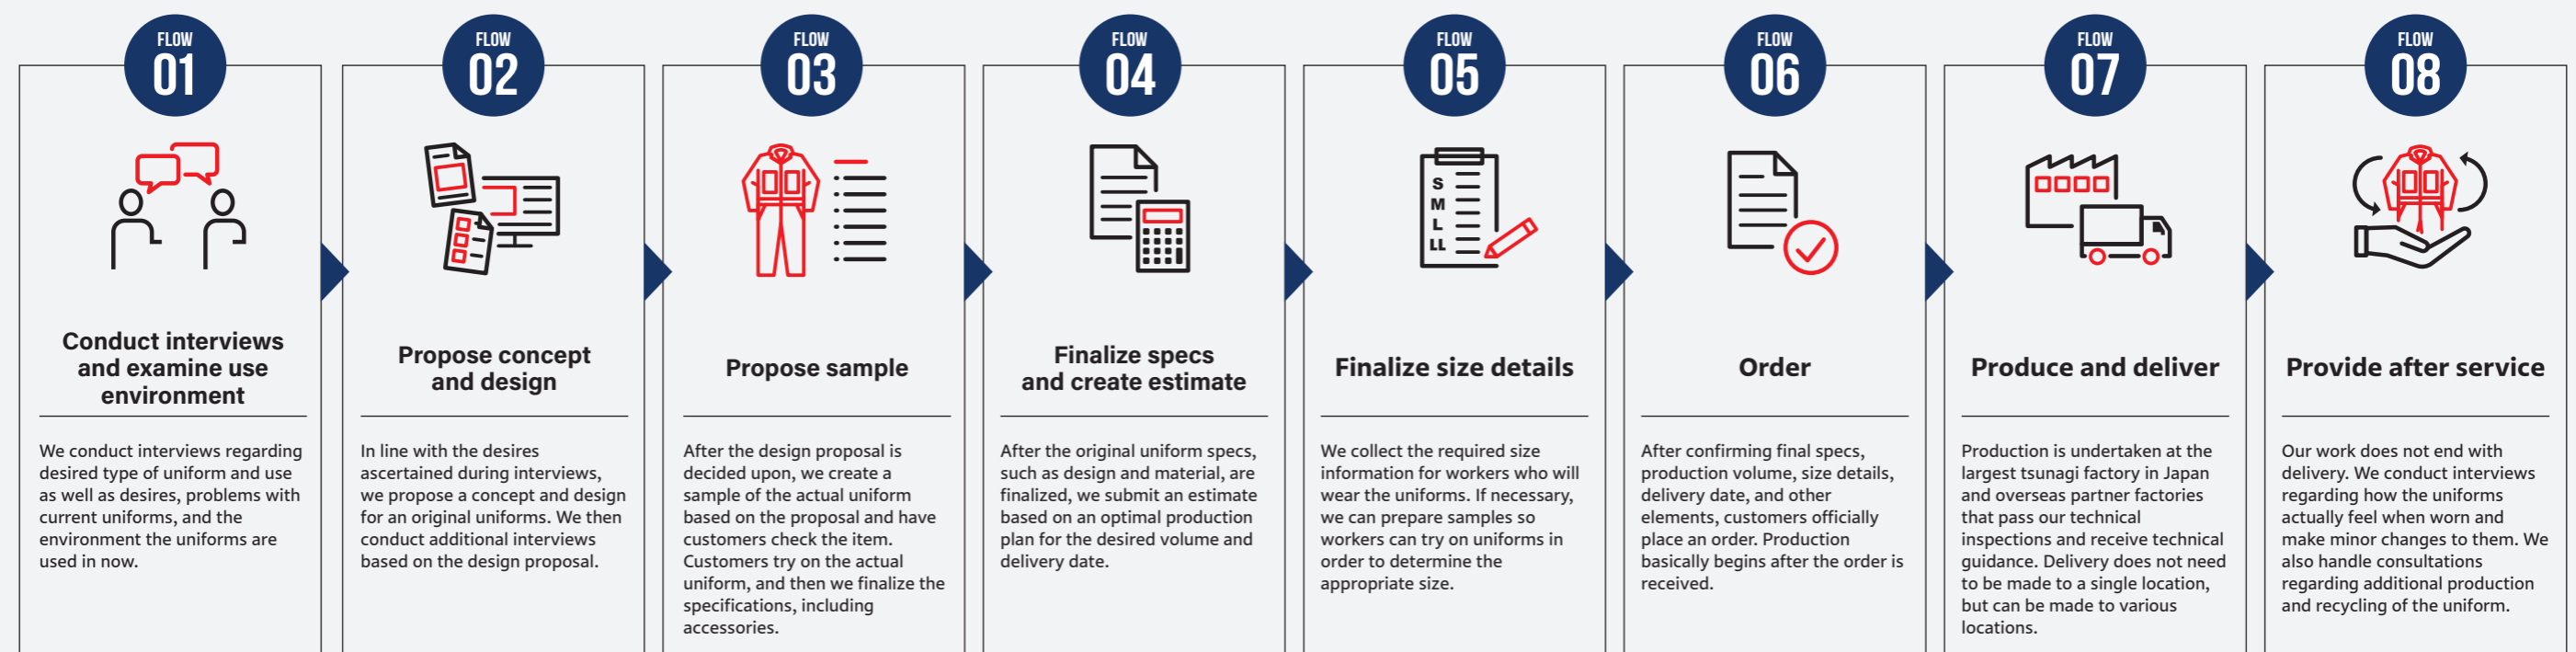 FLOW
01
Conduct interviews
and examine use
environment
We conduct interviews regarding
desired type of uniform and use
as well as desires, problems with
current uniforms, and the
environment the uniforms are
used in now.
FLOW
02
Propose concept
and design
In line with the desires
ascertained during interviews,
we propose a concept and design
for an original uniforms. We then
conduct additional interviews
based on the design proposal.
FLOW
03
Propose sample
After the design proposal is
decided upon, we create a
sample of the actual uniform
based on the proposal and have
customers check the item.
Customers try on the actual
uniform, and then we finalize the
specifications, including
accessories.
FLOW
04
Finalize specs
and create estimate
After the original uniform specs,
such as design and material, are
finalized, we submit an estimate
based on an optimal production
plan for the desired volume and
delivery date.
FLOW
05
S
M
L
LL
Finalize size details
We collect the required size
information for workers who will
wear the uniforms. If necessary,
we can prepare samples so
workers can try on uniforms in
order to determine the
appropriate size.
FLOW
06
Order
After confirming final specs,
production volume, size details,
delivery date, and other
elements, customers officially
place an order. Production
basically begins after the order is
received.
FLOW
07
Produce and deliver
Production is undertaken at the
largest tsunagi factory in Japan
and overseas partner factories
that pass our technical
inspections and receive technical
guidance. Delivery does not need
to be made to a single location,
but can be made to various
locations.
FLOW
08
Provide after service
Our work does not end with
delivery. We conduct interviews
regarding how the uniforms
actually feel when worn and
make minor changes to them. We
also handle consultations
regarding additional production
and recycling of the uniform.